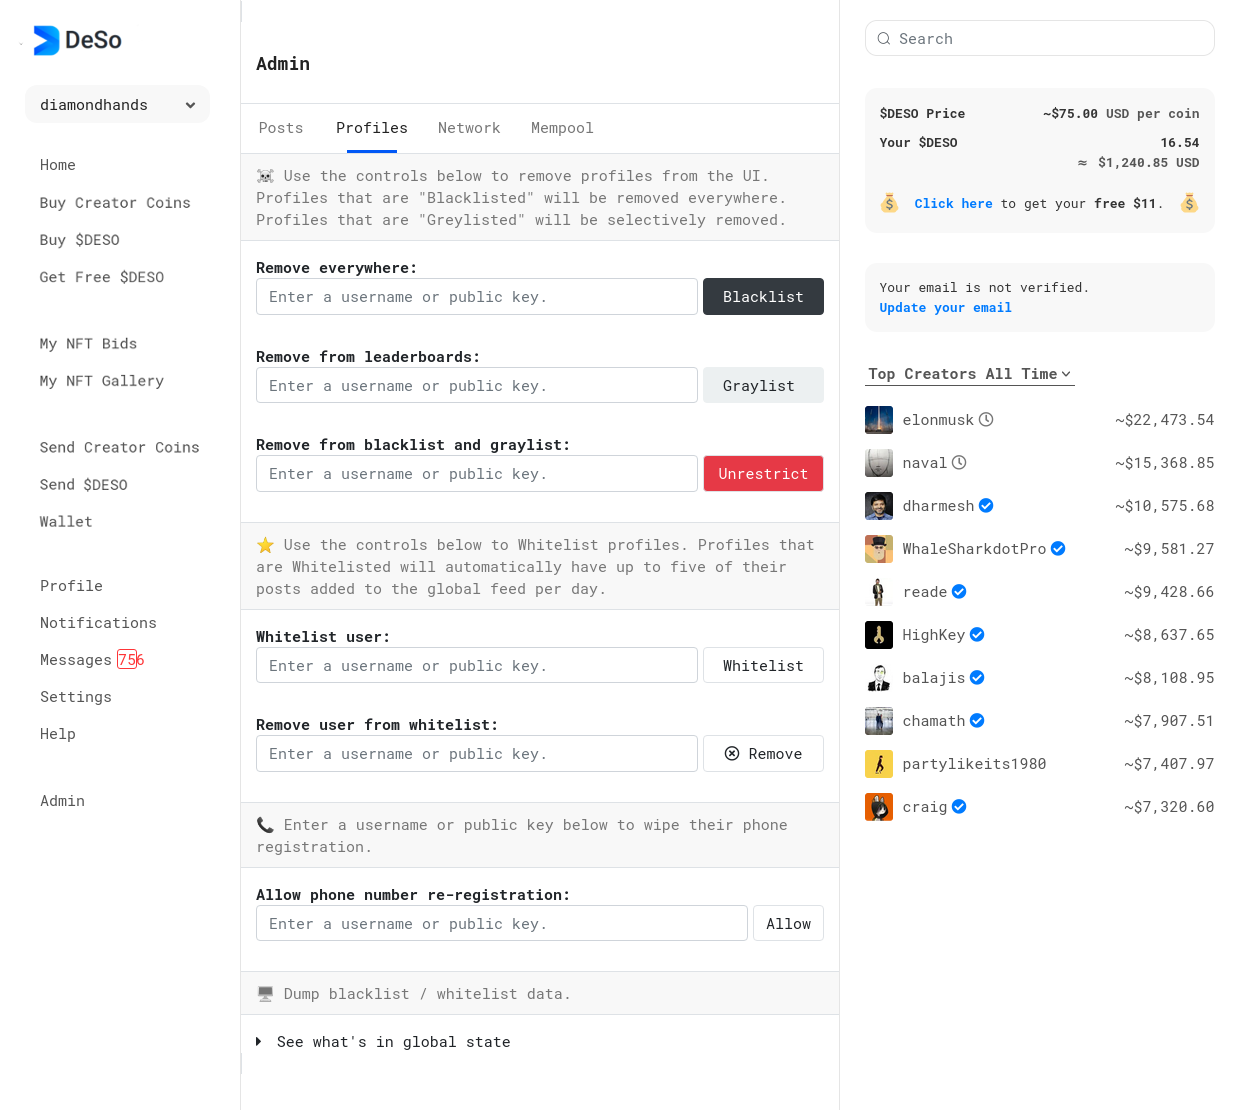 DeSo
diamondhands
Home
Buy Creator Coins
Buy $DESO
Get Free $DESO
My NFT Bids
My NFT Gallery
Send Creator Coins
Send $DESO
Wallet
Profile
Notifications
Messages 756
Settings
Help
Admin
Admin
Posts Profiles Network Mempool
Use the controls below to remove profiles from the UI.
Profiles that are "Blacklisted" will be removed everywhere.
Profiles that are "Greylisted" will be selectively removed.
Remove everywhere:
Enter a username or public key. Blacklist
Remove from leaderboards:
Enter a username or public key. Graylist
Remove from blacklist and graylist:
Enter a username or public key. Unrestrict
Use the controls below to Whitelist profiles. Profiles that
are Whitelisted will automatically have up to five of their
posts added to the global feed per day.
Whitelist user:
Enter a username or public key. Whitelist
Remove user from whitelist:
Enter a username or public key. Remove
Enter a username or public key below to wipe their phone
registration.
Allow phone number re-registration:
Enter a username or public key. Allow
Dump blacklist / whitelist data.
See what's in global state
Search
$DESO Price ~$75.00 USD per coin
Your $DESO 16.54
≈ $1,240.85 USD
Click here to get your free $11.
Your email is not verified.
Update your email
Top Creators All Time
elonmusk ~$22,473.54
naval ~$15,368.85
dharmesh ~$10,575.68
WhaleSharkdotPro ~$9,581.27
reade ~$9,428.66
HighKey ~$8,637.65
balajis ~$8,108.95
chamath ~$7,907.51
partylikeits1980 ~$7,407.97
craig ~$7,320.60